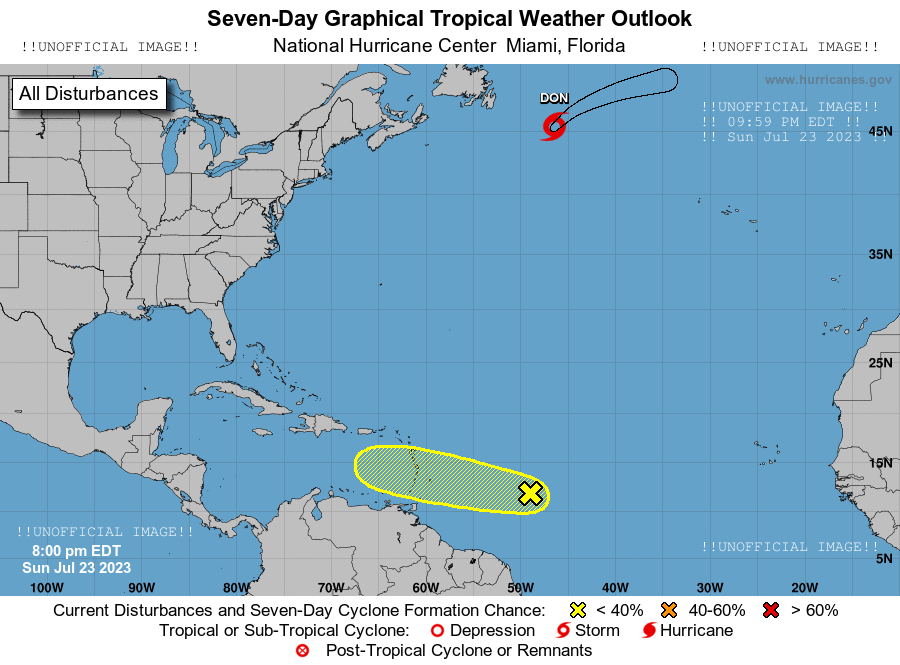 Seven-Day Graphical Tropical Weather Outlook
!!UNOFFICIAL IMAGE!!
National Hurricane Center  Miami, Florida
!!UNOFFICIAL IMAGE!!
www.hurricanes.gov
All Disturbances
DON
!!UNOFFICIAL IMAGE!!
!! 09:59 PM EDT !!
!! Sun Jul 23 2023 !!
45N
35N
25N
15N
!!UNOFFICIAL IMAGE!!
8:00 pm EDT
Sun Jul 23 2023
!!UNOFFICIAL IMAGE!!
5N
100W 90W 80W 70W 60W 50W 40W 30W 20W
Current Disturbances and Seven-Day Cyclone Formation Chance: < 40% 40-60% > 60%
Tropical or Sub-Tropical Cyclone: Depression Storm Hurricane
Post-Tropical Cyclone or Remnants